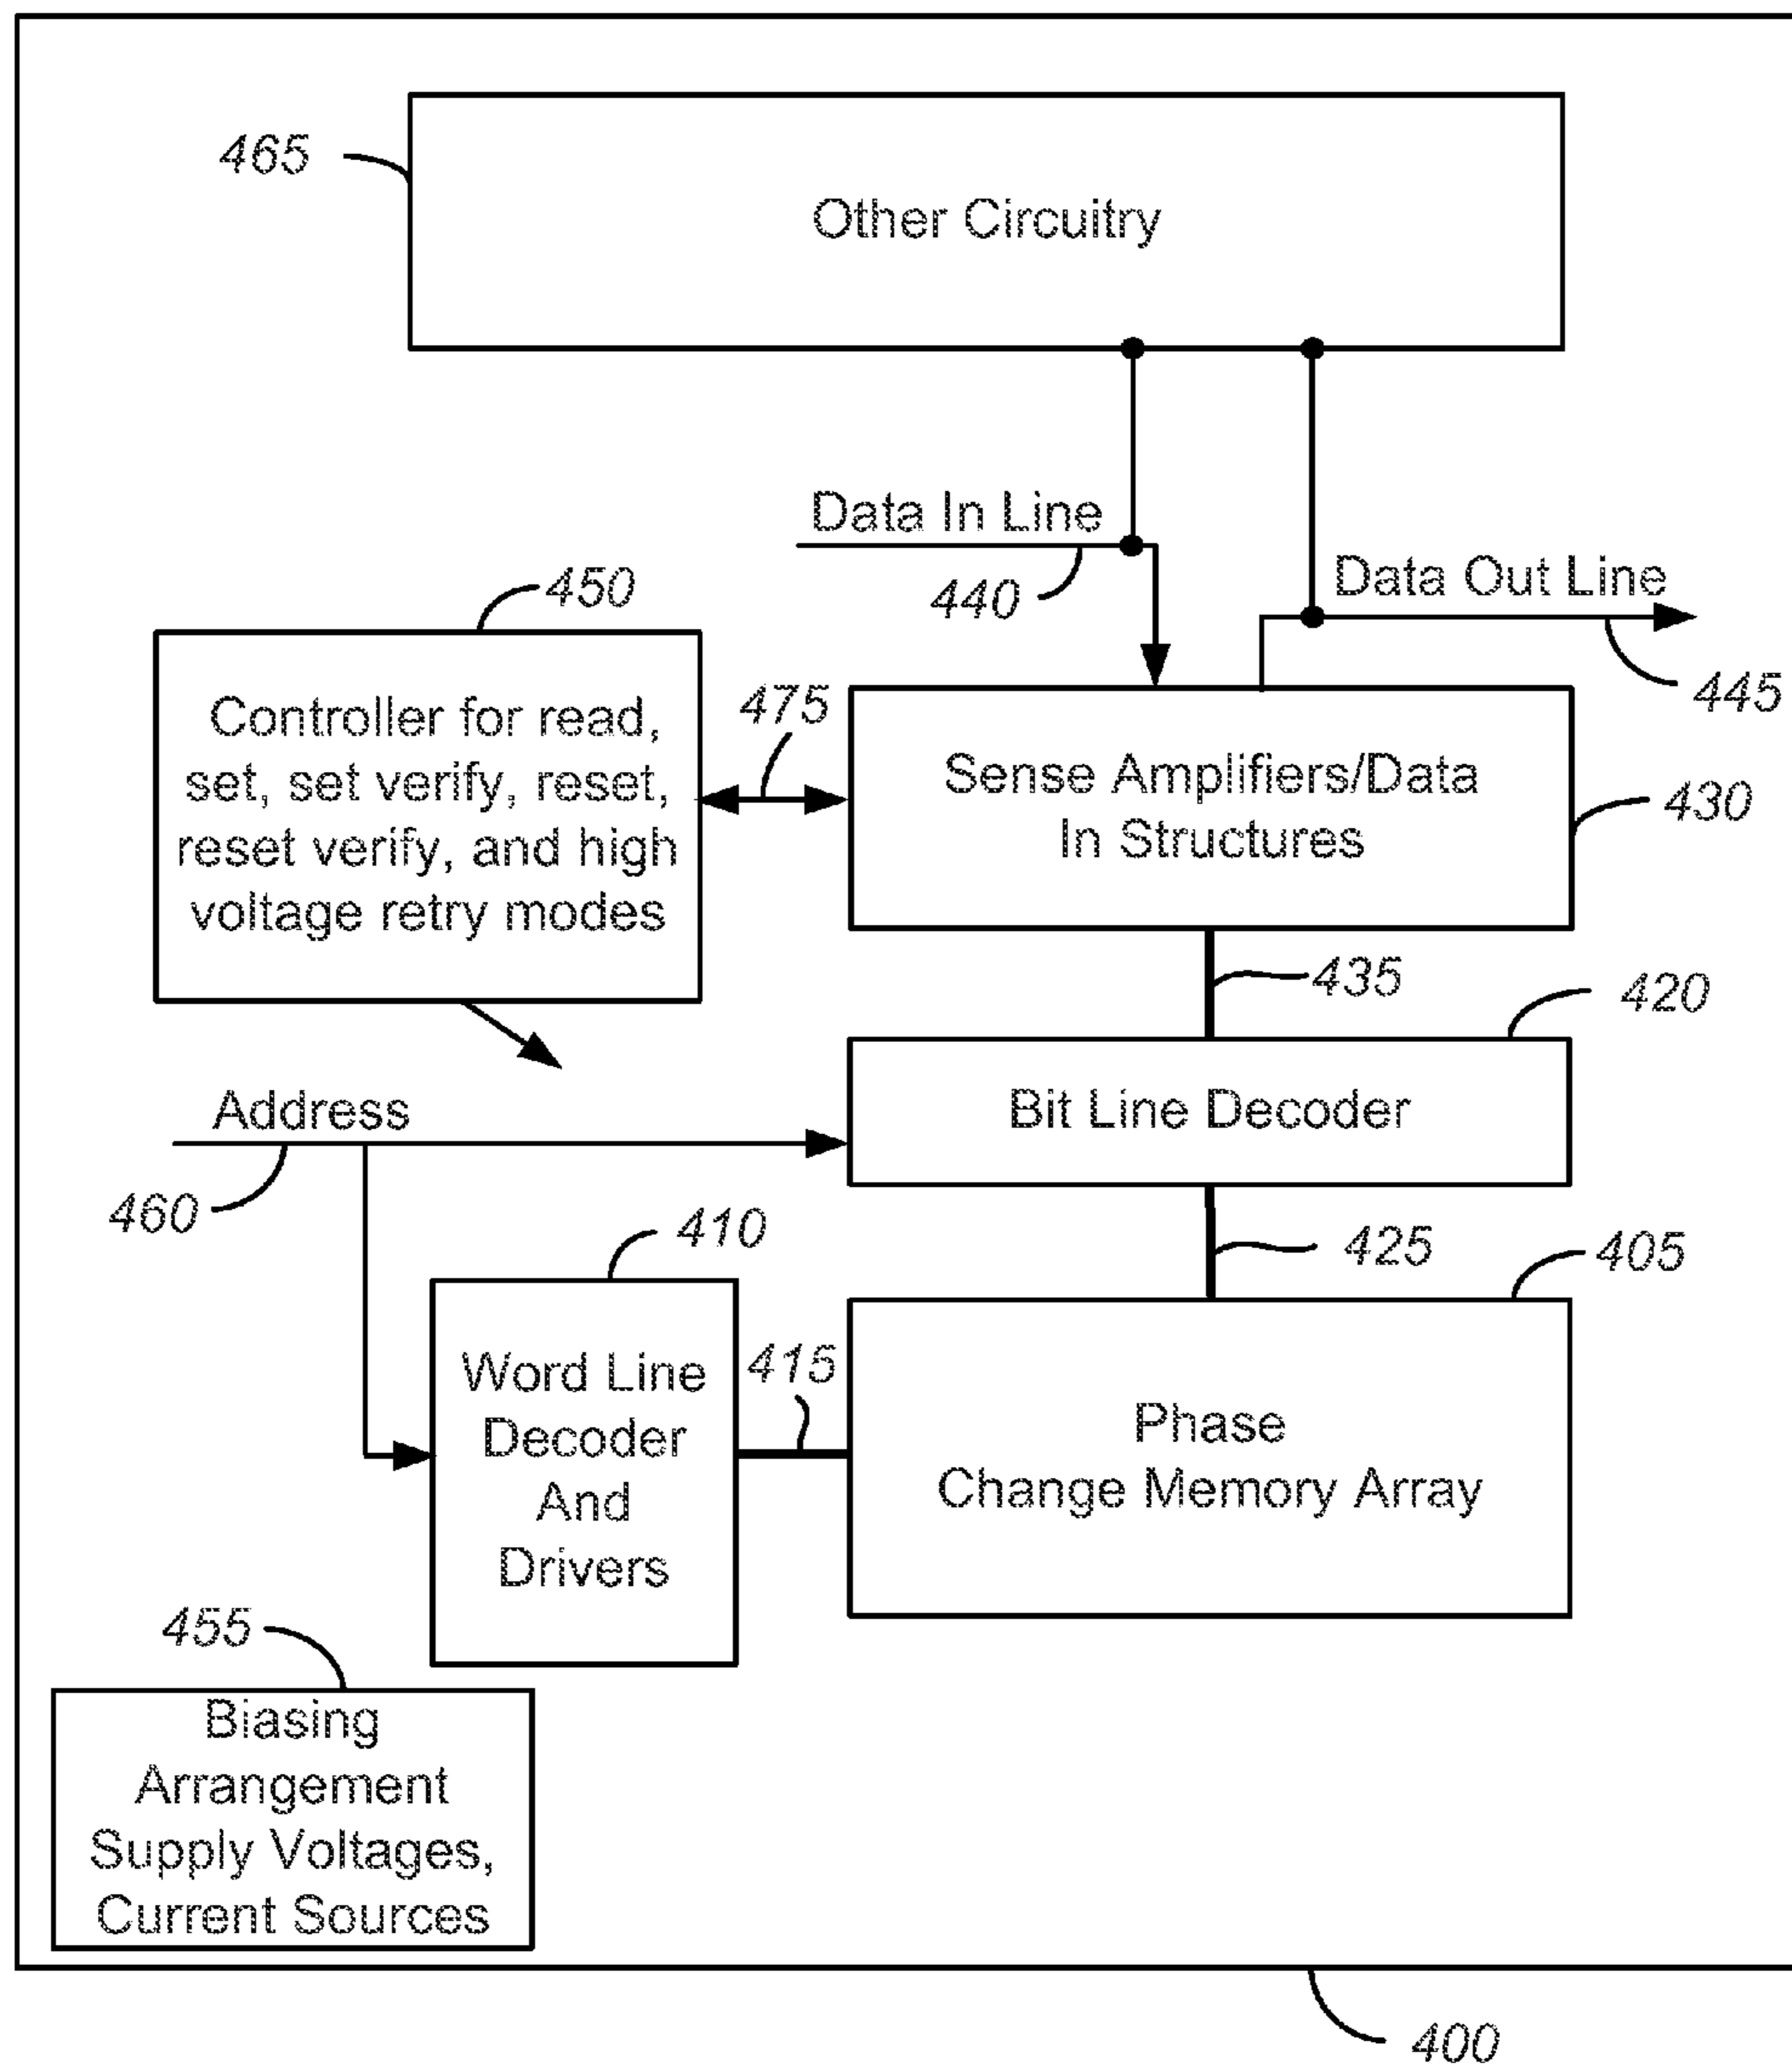 465
Other Circuitry
Data In Line
440
Data Out Line
445
450
Controller for read,
set, set verify, reset,
reset verify, and high
voltage retry modes
475
Sense Amplifiers/Data
In Structures
430
435
420
Address
460
Bit Line Decoder
410
425
405
Word Line
Decoder
And
Drivers
415
Phase
Change Memory Array
455
Biasing
Arrangement
Supply Voltages,
Current Sources
400